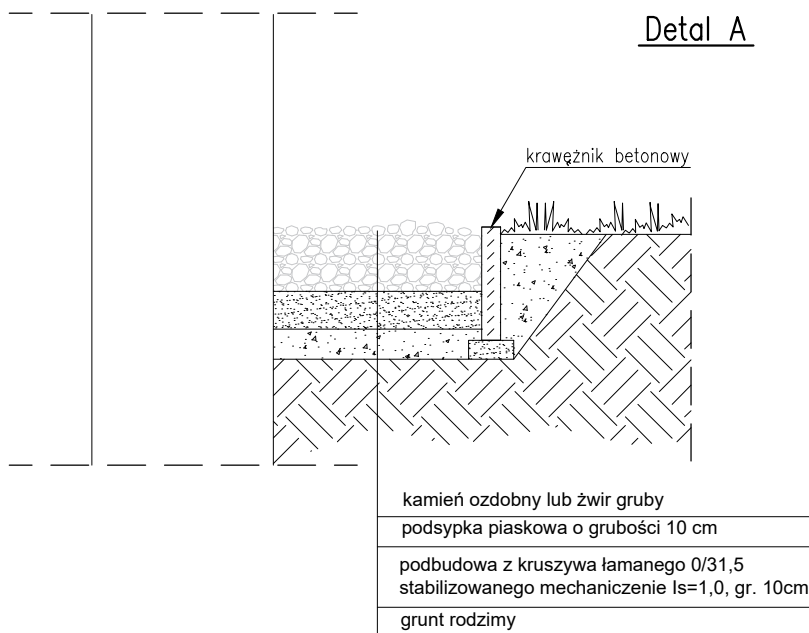 Detal A
krawężnik betonowy
kamień ozdobny lub żwir gruby
podsypka piaskowa o grubości 10 cm
podbudowa z kruszywa łamanego 0/31,5
stabilizowanego mechaniczenie Is=1,0, gr. 10cm
grunt rodzimy